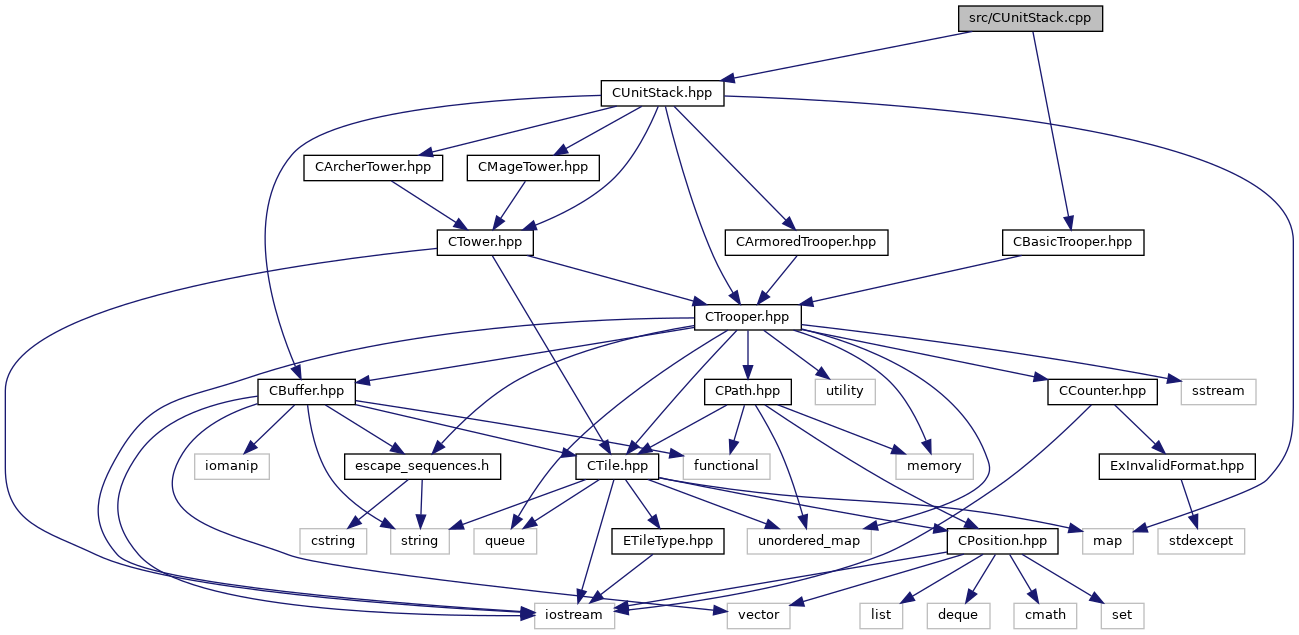 src/CUnitStack.cpp
CUnitStack.hpp
CArcherTower.hpp
CMageTower.hpp
CTower.hpp
CArmoredTrooper.hpp
CBasicTrooper.hpp
CTrooper.hpp
CBuffer.hpp
CPath.hpp
utility
CCounter.hpp
sstream
iomanip
escape_sequences.h
CTile.hpp
functional
memory
ExInvalidFormat.hpp
cstring
string
queue
ETileType.hpp
unordered_map
CPosition.hpp
map
stdexcept
iostream
vector
list
deque
cmath
set